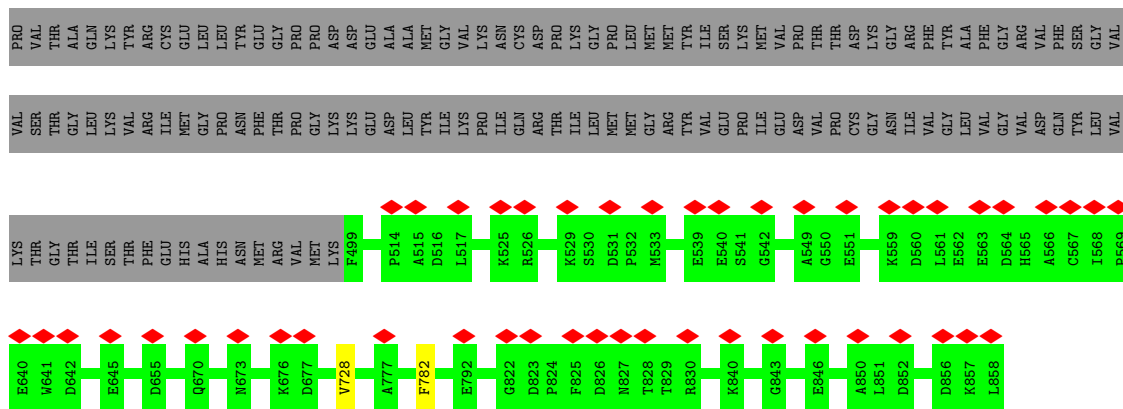 PRO VAL THR ALA GLN LYS TYR ARG CYS GLU LEU LEU TYR GLU GLY PRO PRO ASP ASP GLU ALA ALA MET GLY VAL LYS ASN CYS ASP PRO LYS GLY PRO LEU MET MET TYR ILE SER LYS MET VAL PRO THR THR ASP LYS GLY ARG PHE TYR ALA PHE GLY ARG VAL PHE SER GLY VAL
VAL SER THR GLY LEU LYS VAL ARG ILE MET GLY PRO ASN PHE THR PRO GLY LYS LYS GLU ASP LEU TYR ILE LYS PRO ILE GLN ARG THR ILE LEU MET MET GLY ARG TYR VAL GLU PRO ILE GLU ASP VAL PRO CYS GLY ASN ILE VAL GLY LEU VAL GLY VAL ASP GLN TYR LEU VAL
LYS THR GLY THR ILE SER THR PHE GLU HIS ALA HIS ASN MET ARG VAL MET LYS F499 P514 A515 D516 L517 K525 R526 K529 S530 D531 P532 M533 E539 E540 S541 G542 A549 G550 E551 K559 D560 L561 E562 E563 D564 H565 A566 C567 I568 P569
E640 W641 D642 E645 D655 Q670 N673 K676 D677 V728 A777 F782 E792 G822 D823 P824 F825 D826 N827 T828 T829 R830 K840 G843 E846 A850 L851 D852 D856 K857 L858